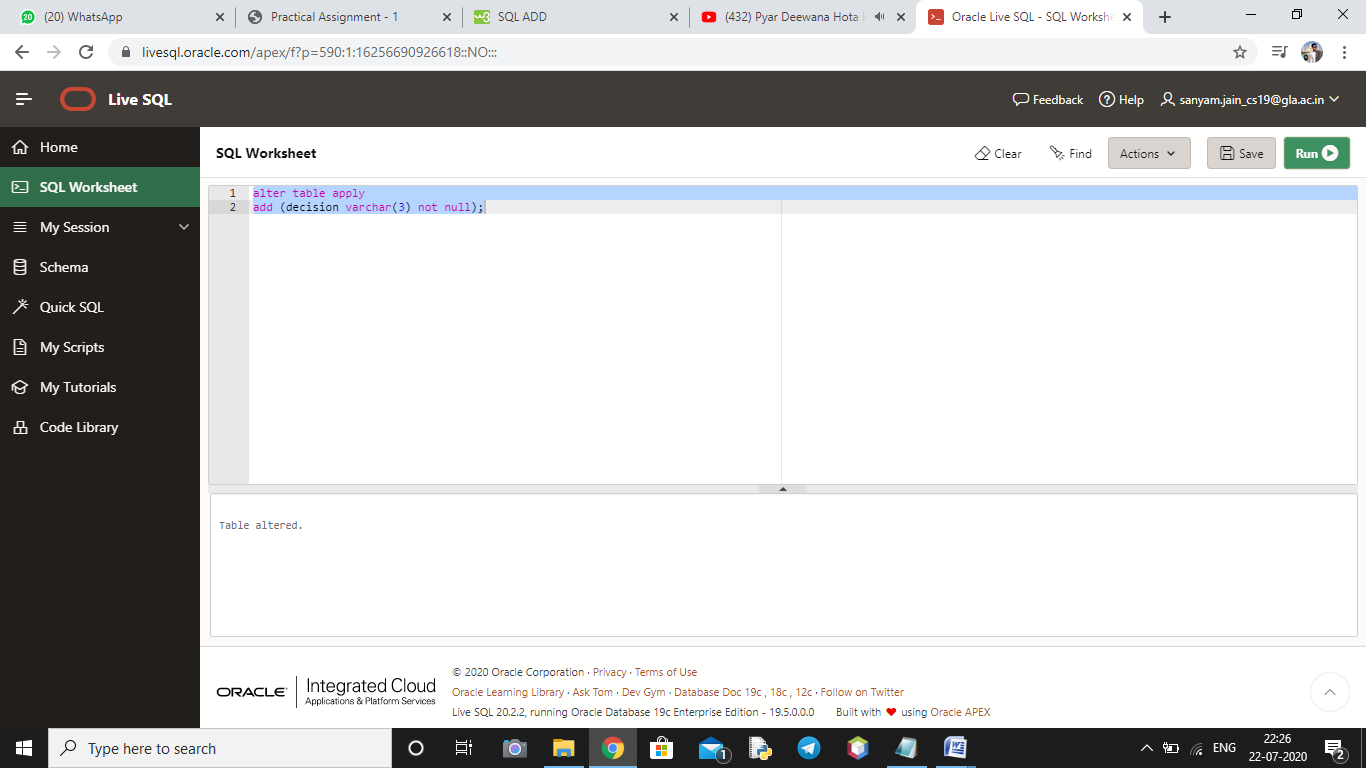 (20) WhatsApp
Practical Assignment - 1
SQL ADD
(432) Pyar Deewana Hota
Oracle Live SQL - SQL Workshe
livesql.oracle.com/apex/f?p=590:1:16256690926618::NO:::
Live SQL
Feedback
Help
sanyam.jain_cs19@gla.ac.in
Home
SQL Worksheet
My Session
Schema
Quick SQL
My Scripts
My Tutorials
Code Library
SQL Worksheet
Clear
Find
Actions
Save
Run
1 alter table apply
2 add (decision varchar(3) not null);
Table altered.
ORACLE
Integrated Cloud
Applications & Platform Services
© 2020 Oracle Corporation · Privacy · Terms of Use
Oracle Learning Library · Ask Tom · Dev Gym · Database Doc 19c , 18c , 12c · Follow on Twitter
Live SQL 20.2.2, running Oracle Database 19c Enterprise Edition - 19.5.0.0.0 Built with ❤ using Oracle APEX
Type here to search
1
ENG
22:26
22-07-2020
2